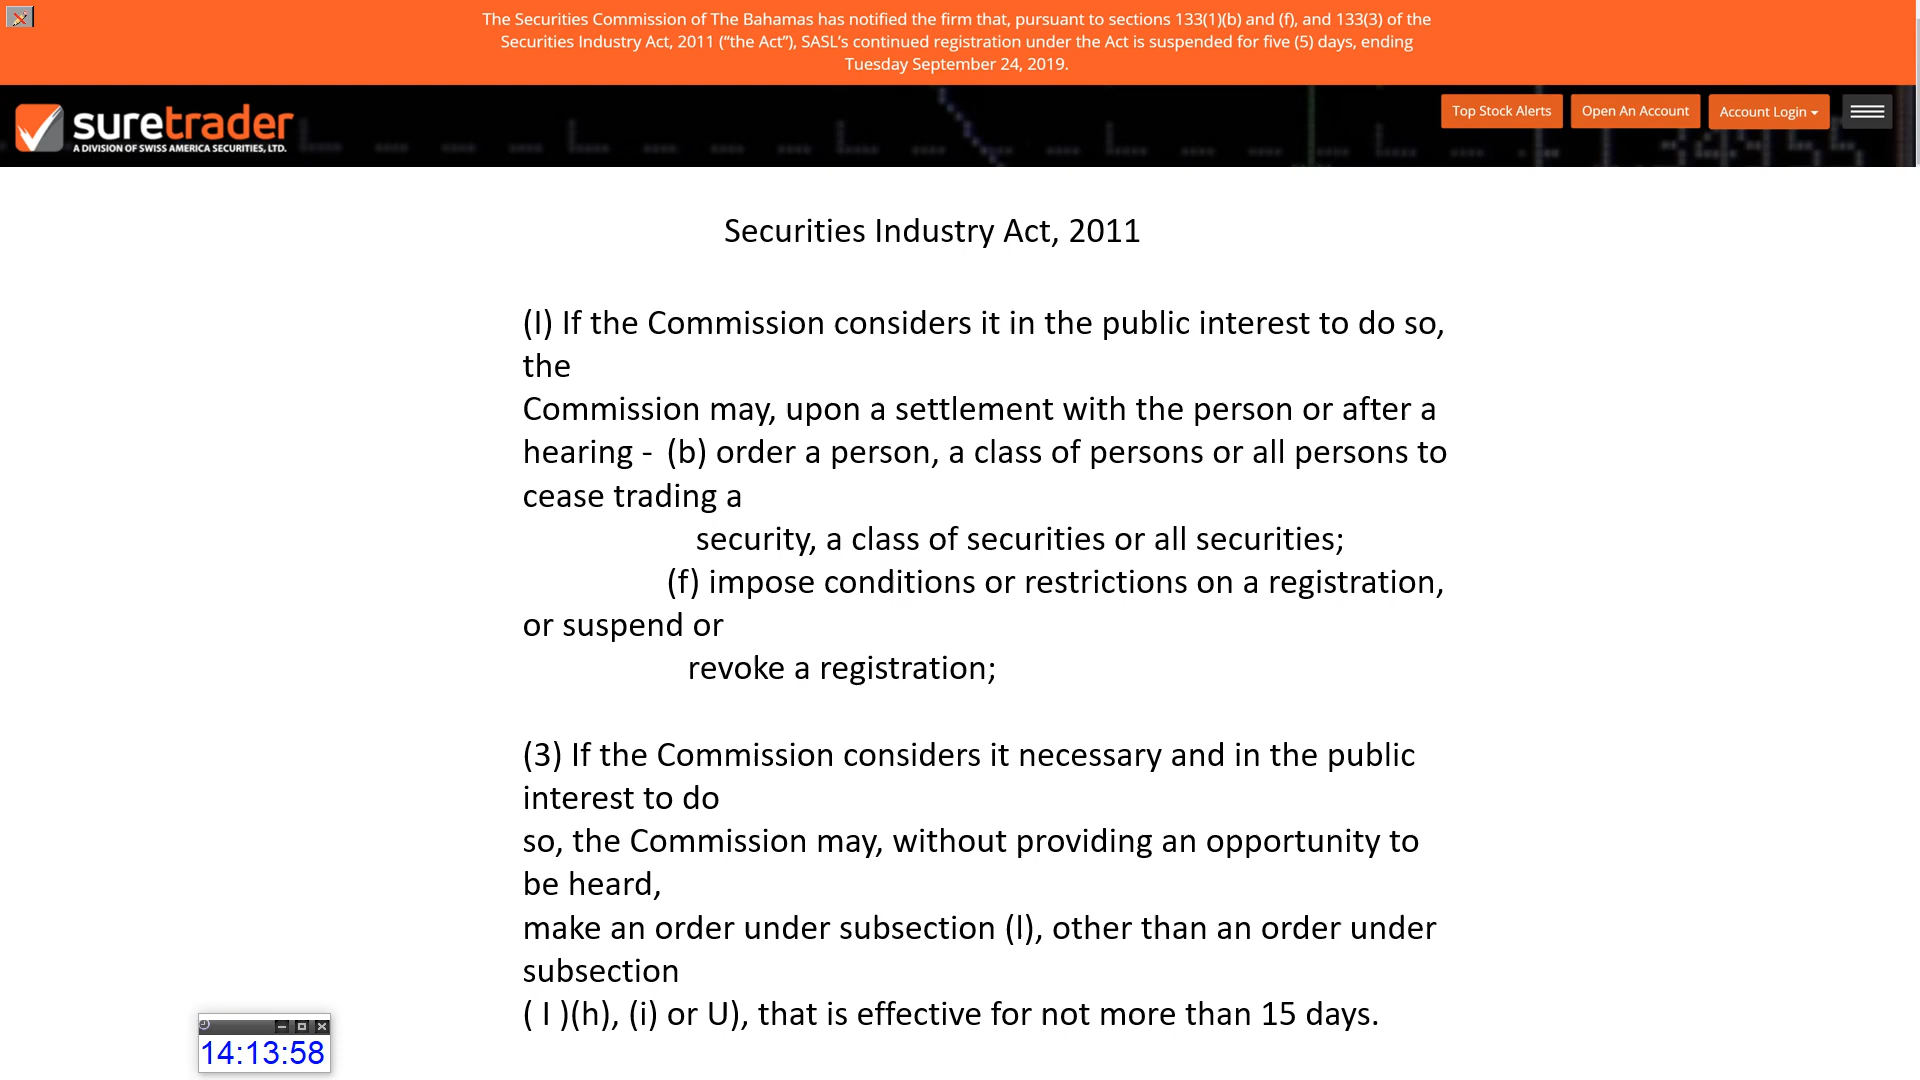 The Securities Commission of The Bahamas has notified the firm that, pursuant to sections 133(1)(b) and (f), and 133(3) of the
Securities Industry Act, 2011 (“the Act”), SASL’s continued registration under the Act is suspended for five (5) days, ending
Tuesday September 24, 2019.
suretrader
A DIVISION OF SWISS AMERICA SECURITIES, LTD.
Top Stock Alerts
Open An Account
Account Login
Securities Industry Act, 2011
(I) If the Commission considers it in the public interest to do so,
the
Commission may, upon a settlement with the person or after a
hearing - (b) order a person, a class of persons or all persons to
cease trading a
security, a class of securities or all securities;
(f) impose conditions or restrictions on a registration,
or suspend or
revoke a registration;
(3) If the Commission considers it necessary and in the public
interest to do
so, the Commission may, without providing an opportunity to
be heard,
make an order under subsection (l), other than an order under
subsection
( I )(h), (i) or U), that is effective for not more than 15 days.
14:13:58